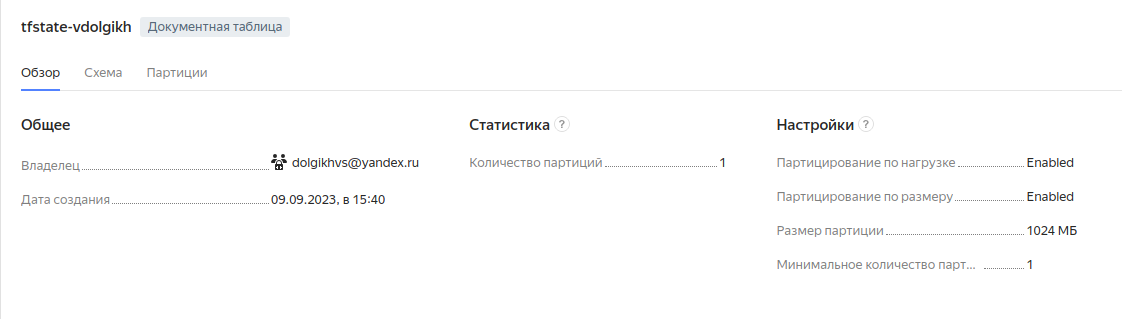 tfstate-vdolgikh Документная таблица
Обзор Схема Партиции
Общее
Владелец dolgikhvs@yandex.ru
Дата создания 09.09.2023, в 15:40
Статистика ?
Количество партиций 1
Настройки ?
Партицирование по нагрузке Enabled
Партицирование по размеру Enabled
Размер партиции 1024 МБ
Минимальное количество парт... 1